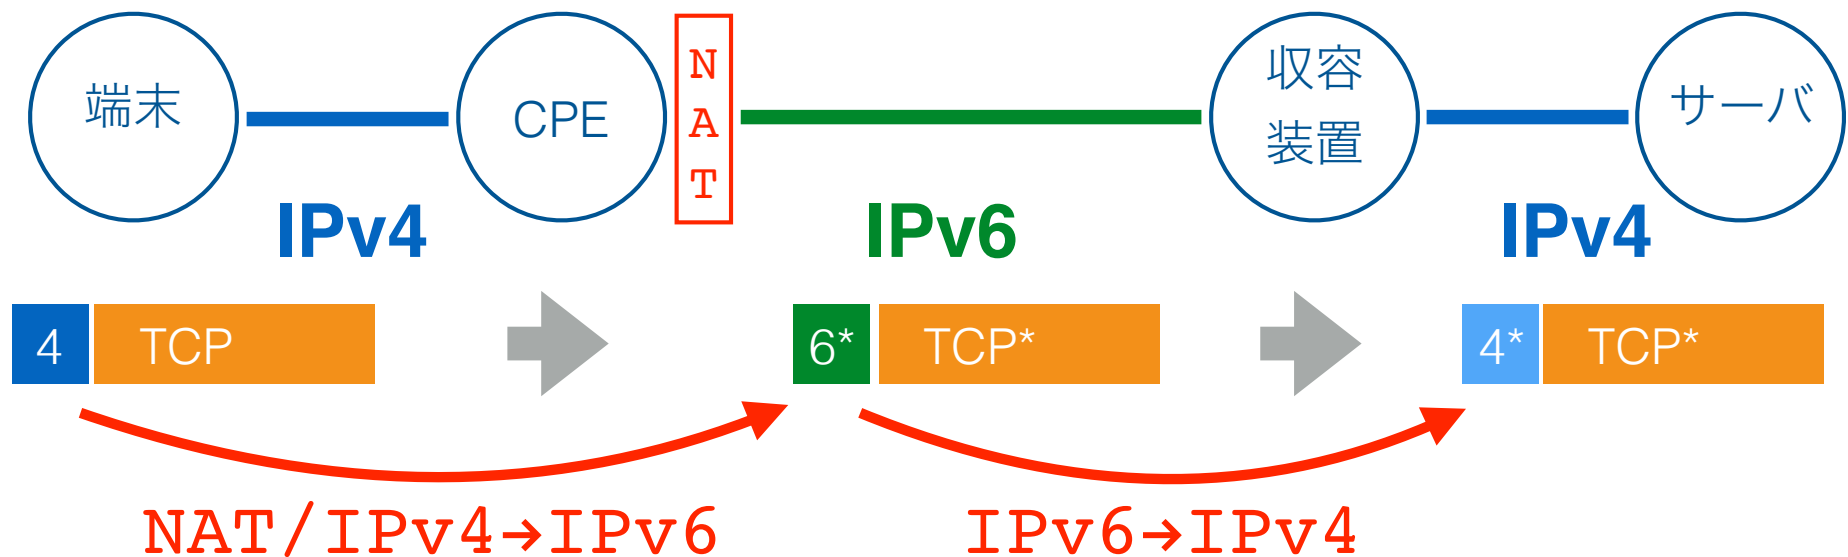 端末
CPE
N
A
T
収容
装置
サーバ
IPv4
IPv6
IPv4
4
TCP
6*
TCP*
4*
TCP*
NAT/IPv4→IPv6
IPv6→IPv4